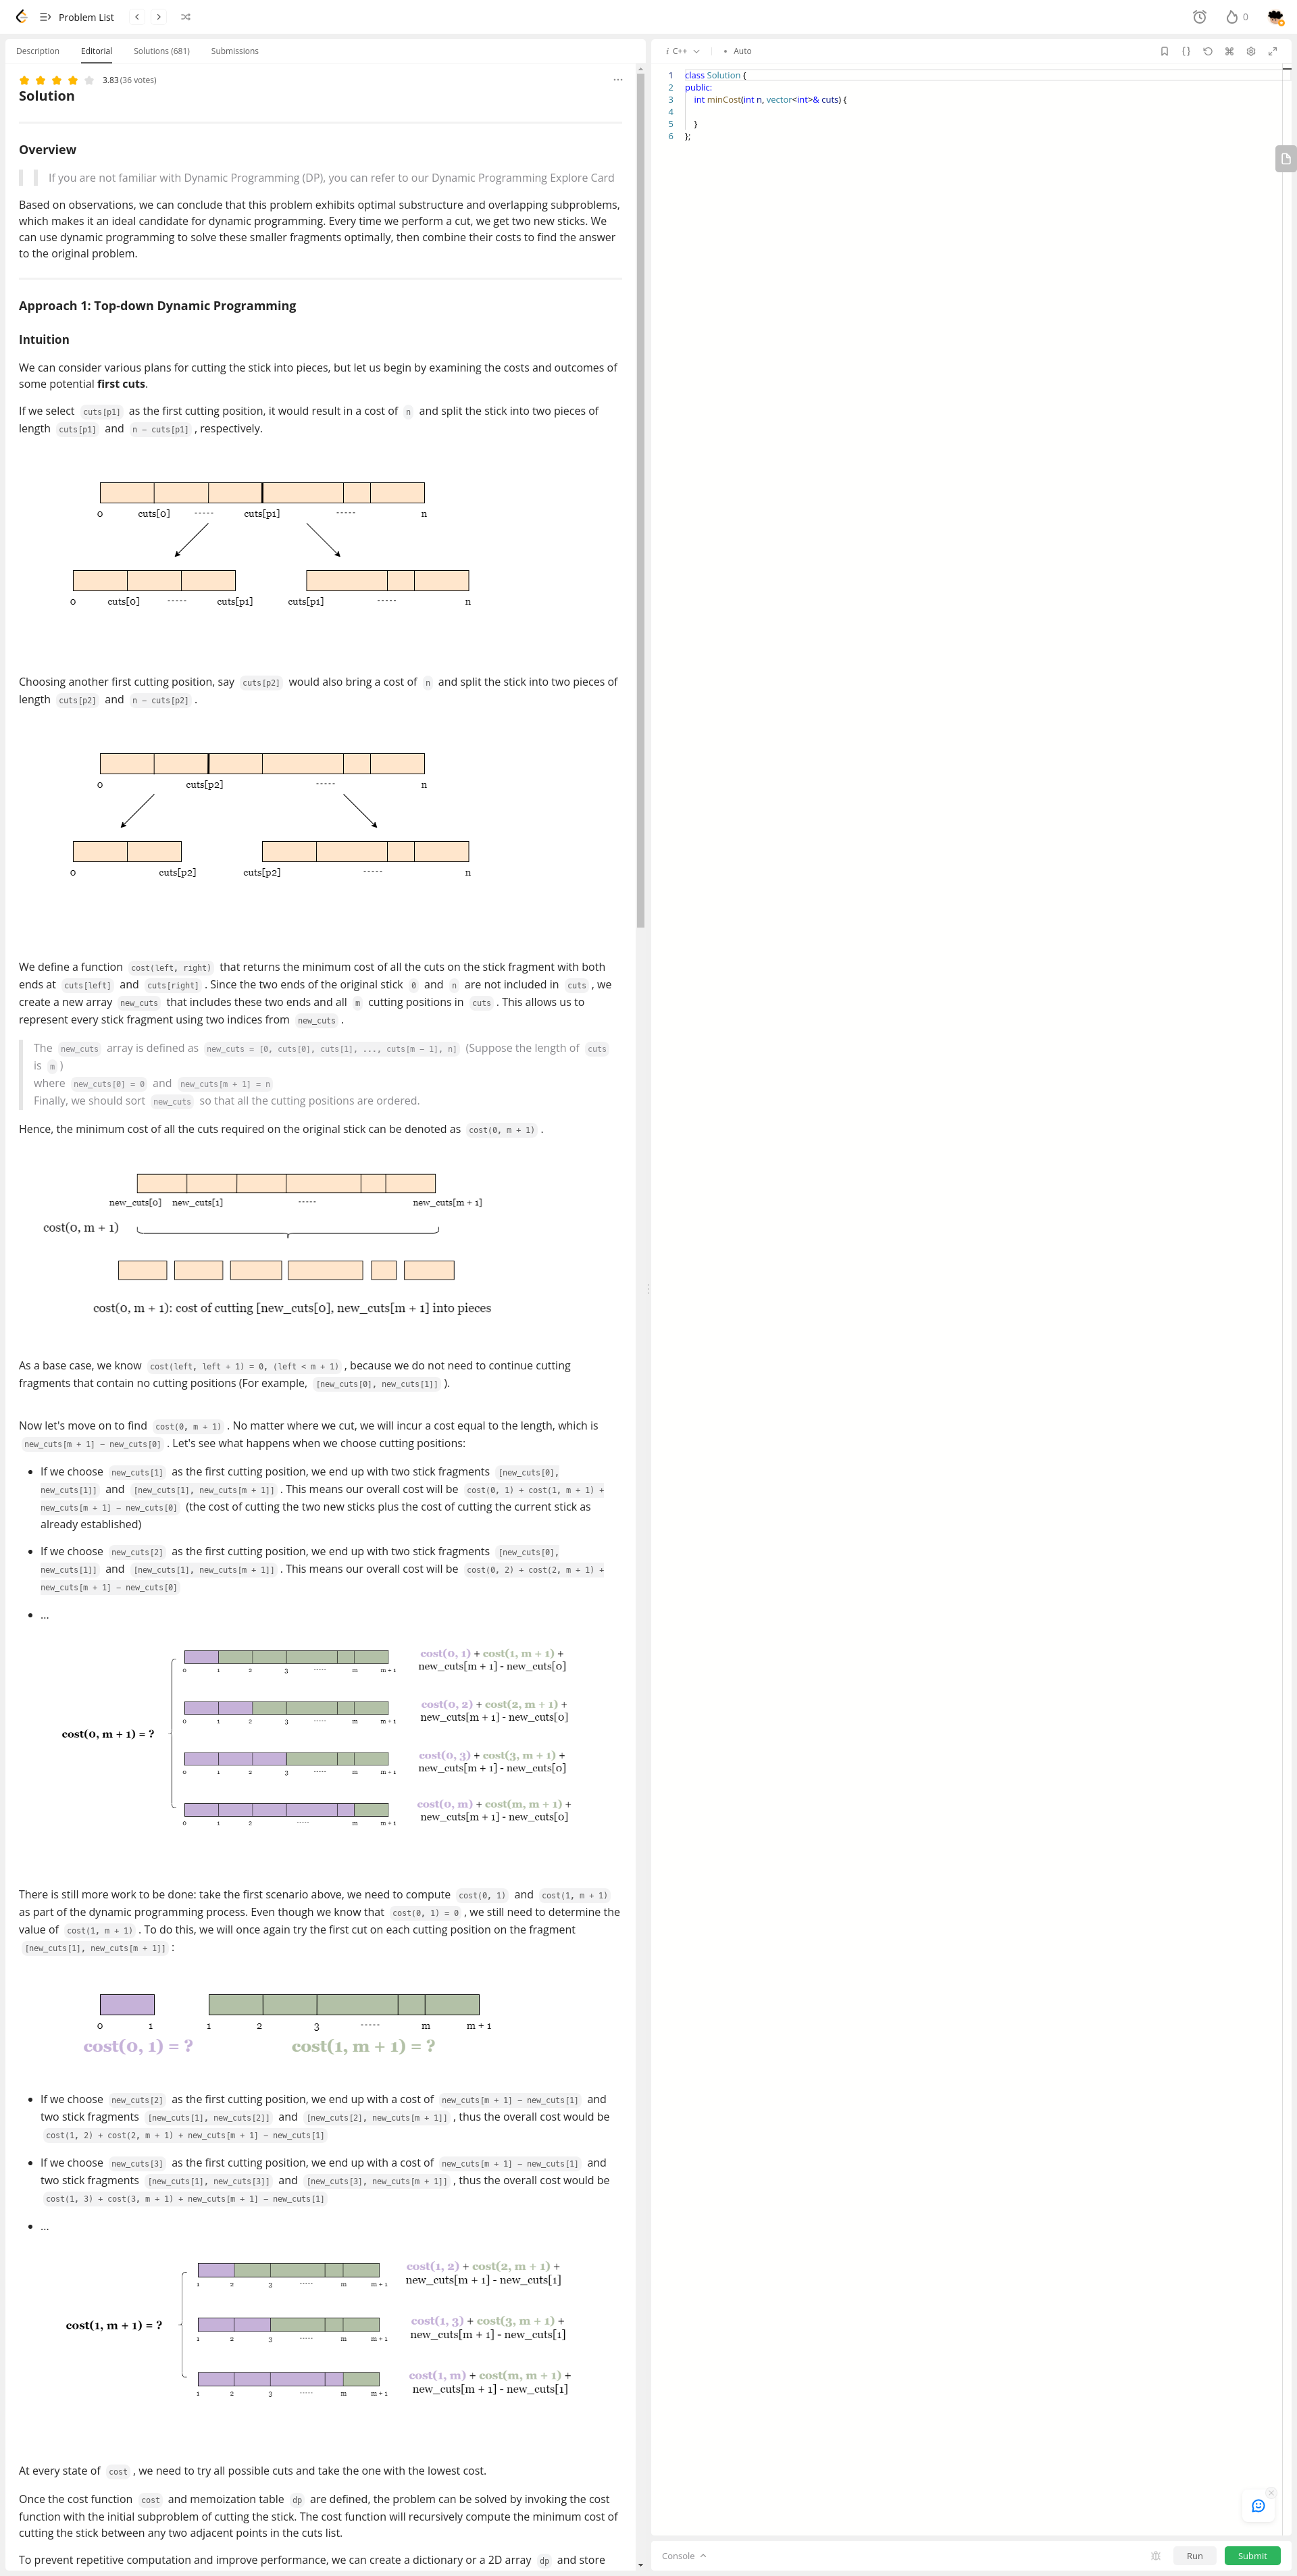 Problem List
0
Description Editorial Solutions (681) Submissions
3.83 (36 votes)
Solution
Overview
If you are not familiar with Dynamic Programming (DP), you can refer to our Dynamic Programming Explore Card
Based on observations, we can conclude that this problem exhibits optimal substructure and overlapping subproblems,
which makes it an ideal candidate for dynamic programming. Every time we perform a cut, we get two new sticks. We
can use dynamic programming to solve these smaller fragments optimally, then combine their costs to find the answer
to the original problem.
Approach 1: Top-down Dynamic Programming
Intuition
We can consider various plans for cutting the stick into pieces, but let us begin by examining the costs and outcomes of
some potential first cuts.
If we select cuts[p1] as the first cutting position, it would result in a cost of n and split the stick into two pieces of
length cuts[p1] and n − cuts[p1] , respectively.
0 cuts[0] ----- cuts[p1] ----- n
0 cuts[0] ----- cuts[p1] cuts[p1] ----- n
Choosing another first cutting position, say cuts[p2] would also bring a cost of n and split the stick into two pieces of
length cuts[p2] and n − cuts[p2] .
0 cuts[p2] ----- n
0 cuts[p2] cuts[p2] ----- n
We define a function cost(left, right) that returns the minimum cost of all the cuts on the stick fragment with both
ends at cuts[left] and cuts[right] . Since the two ends of the original stick 0 and n are not included in cuts , we
create a new array new_cuts that includes these two ends and all m cutting positions in cuts . This allows us to
represent every stick fragment using two indices from new_cuts .
The new_cuts array is defined as new_cuts = [0, cuts[0], cuts[1], ..., cuts[m − 1], n] (Suppose the length of cuts
is m )
where new_cuts[0] = 0 and new_cuts[m + 1] = n
Finally, we should sort new_cuts so that all the cutting positions are ordered.
Hence, the minimum cost of all the cuts required on the original stick can be denoted as cost(0, m + 1) .
new_cuts[0] new_cuts[1] ----- new_cuts[m + 1]
cost(0, m + 1)
cost(0, m + 1): cost of cutting [new_cuts[0], new_cuts[m + 1] into pieces
As a base case, we know cost(left, left + 1) = 0, (left < m + 1) , because we do not need to continue cutting
fragments that contain no cutting positions (For example, [new_cuts[0], new_cuts[1]] ).
Now let's move on to find cost(0, m + 1) . No matter where we cut, we will incur a cost equal to the length, which is
new_cuts[m + 1] − new_cuts[0] . Let's see what happens when we choose cutting positions:
• If we choose new_cuts[1] as the first cutting position, we end up with two stick fragments [new_cuts[0],
new_cuts[1]] and [new_cuts[1], new_cuts[m + 1]] . This means our overall cost will be cost(0, 1) + cost(1, m + 1) +
new_cuts[m + 1] − new_cuts[0] (the cost of cutting the two new sticks plus the cost of cutting the current stick as
already established)
• If we choose new_cuts[2] as the first cutting position, we end up with two stick fragments [new_cuts[0],
new_cuts[1]] and [new_cuts[1], new_cuts[m + 1]] . This means our overall cost will be cost(0, 2) + cost(2, m + 1) +
new_cuts[m + 1] − new_cuts[0]
• ...
cost(0, m + 1) = ?
0 1 2 3 ----- m m + 1
cost(0, 1) + cost(1, m + 1) +
new_cuts[m + 1] - new_cuts[0]
0 1 2 3 ----- m m + 1
cost(0, 2) + cost(2, m + 1) +
new_cuts[m + 1] - new_cuts[0]
0 1 2 3 ----- m m + 1
cost(0, 3) + cost(3, m + 1) +
new_cuts[m + 1] - new_cuts[0]
0 1 2 ----- m m + 1
cost(0, m) + cost(m, m + 1) +
new_cuts[m + 1] - new_cuts[0]
There is still more work to be done: take the first scenario above, we need to compute cost(0, 1) and cost(1, m + 1)
as part of the dynamic programming process. Even though we know that cost(0, 1) = 0 , we still need to determine the
value of cost(1, m + 1) . To do this, we will once again try the first cut on each cutting position on the fragment
[new_cuts[1], new_cuts[m + 1]] :
0 1 1 2 3 ----- m m + 1
cost(0, 1) = ? cost(1, m + 1) = ?
• If we choose new_cuts[2] as the first cutting position, we end up with a cost of new_cuts[m + 1] − new_cuts[1] and
two stick fragments [new_cuts[1], new_cuts[2]] and [new_cuts[2], new_cuts[m + 1]] , thus the overall cost would be
cost(1, 2) + cost(2, m + 1) + new_cuts[m + 1] − new_cuts[1]
• If we choose new_cuts[3] as the first cutting position, we end up with a cost of new_cuts[m + 1] − new_cuts[1] and
two stick fragments [new_cuts[1], new_cuts[3]] and [new_cuts[3], new_cuts[m + 1]] , thus the overall cost would be
cost(1, 3) + cost(3, m + 1) + new_cuts[m + 1] − new_cuts[1]
• ...
cost(1, m + 1) = ?
1 2 3 ----- m m + 1
cost(1, 2) + cost(2, m + 1) +
new_cuts[m + 1] - new_cuts[1]
1 2 3 ----- m m + 1
cost(1, 3) + cost(3, m + 1) +
new_cuts[m + 1] - new_cuts[1]
1 2 3 ----- m m + 1
cost(1, m) + cost(m, m + 1) +
new_cuts[m + 1] - new_cuts[1]
At every state of cost , we need to try all possible cuts and take the one with the lowest cost.
Once the cost function cost and memoization table dp are defined, the problem can be solved by invoking the cost
function with the initial subproblem of cutting the stick. The cost function will recursively compute the minimum cost of
cutting the stick between any two adjacent points in the cuts list.
To prevent repetitive computation and improve performance, we can create a dictionary or a 2D array dp and store
i C++ • Auto
1 class Solution {
2 public:
3 int minCost(int n, vector<int>& cuts) {
4
5 }
6 };
Console Run Submit